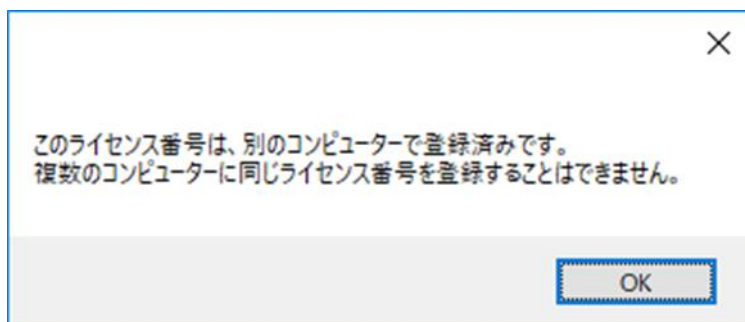 このライセンス番号は、別のコンピューターで登録済みです。
複数のコンピューターに同じライセンス番号を登録することはできません。
OK